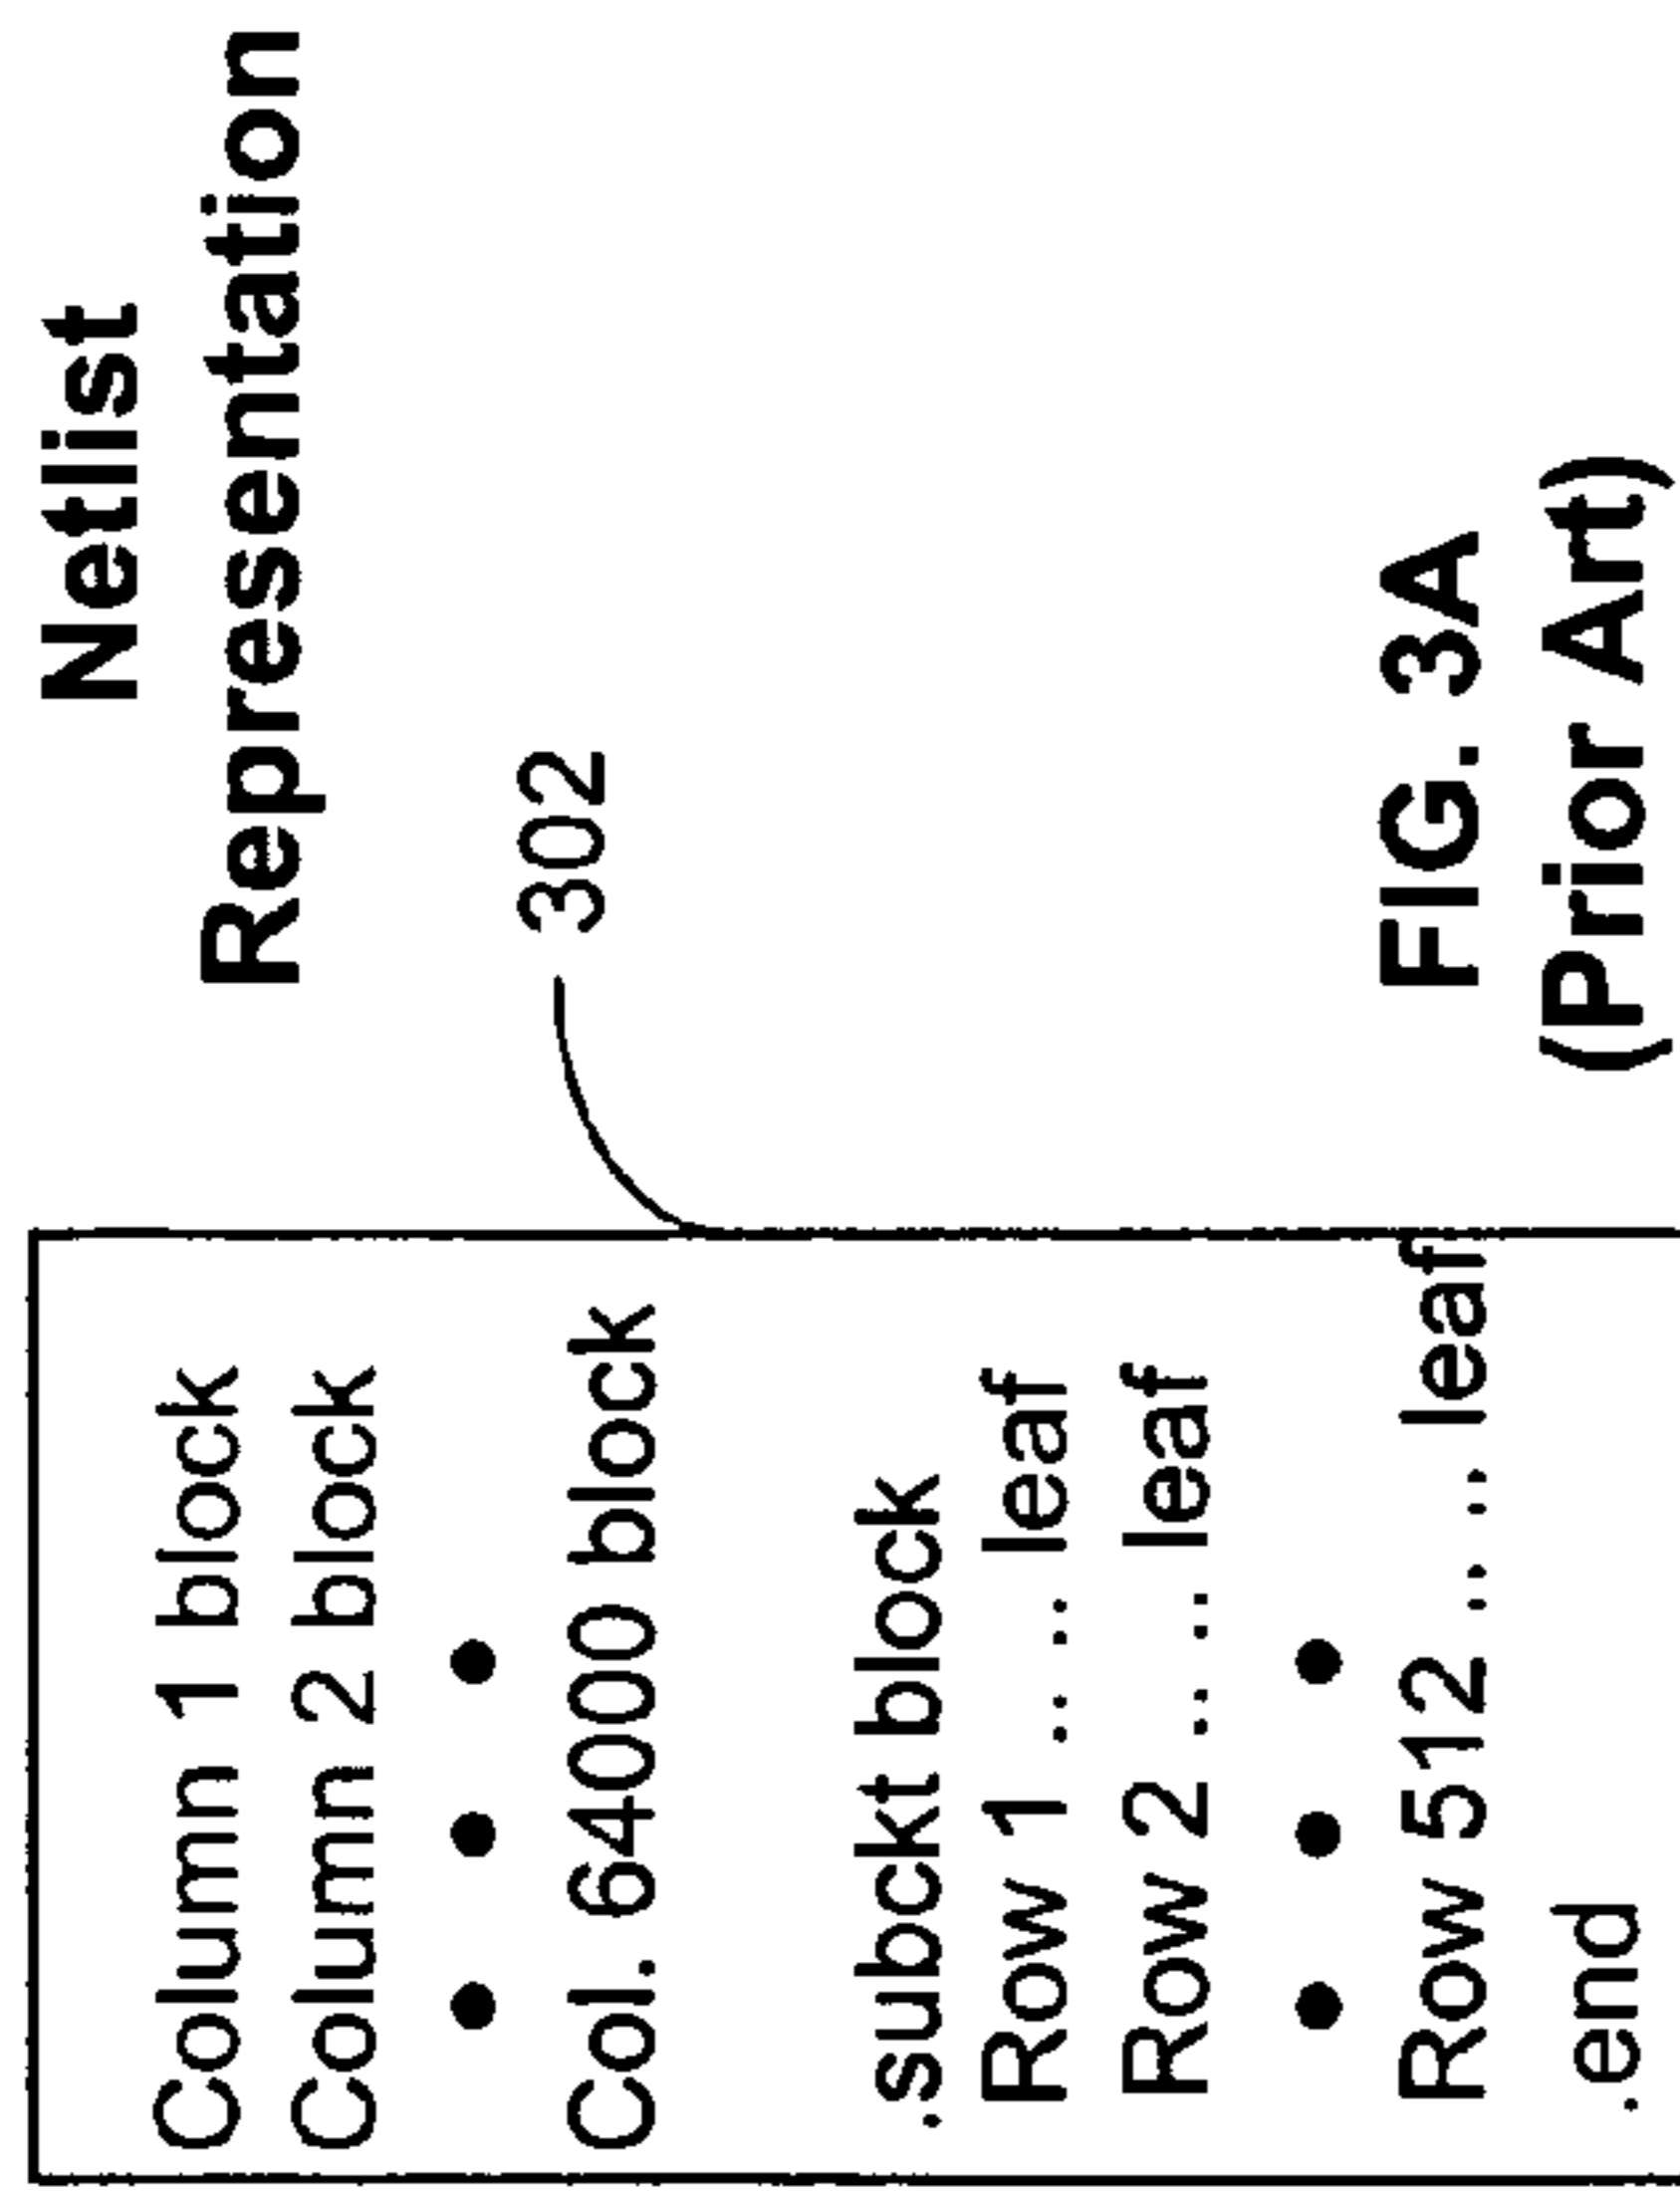 Netlist
Representation
302
Column 1 block
Column 2 block
Col. 64000 block
.subckt block
Row 1 .. .. leaf
Row 2 .. .. leaf
Row 512 .. .. leaf
.end
FIG. 3A
(Prior Art)